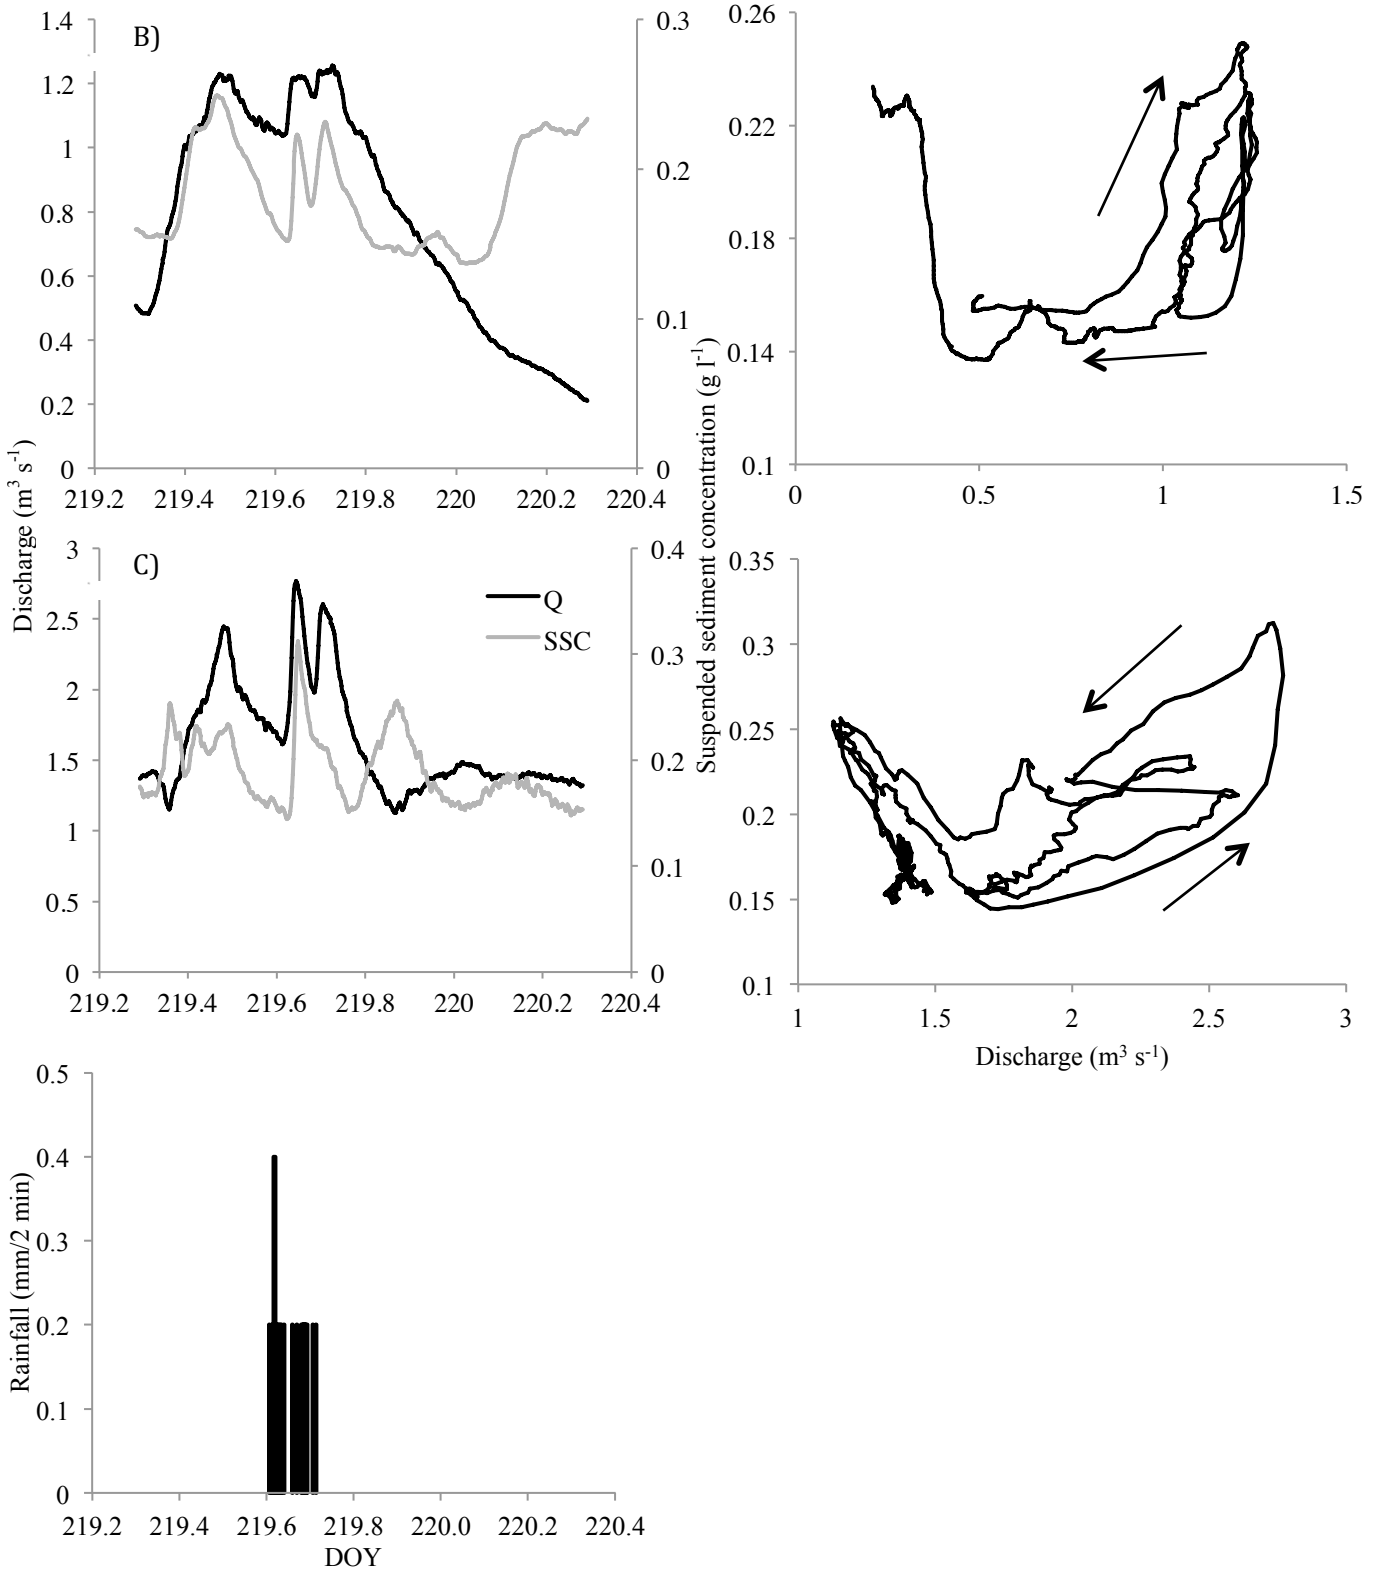 B)
1.4
1.2
1
0.8
0.6
0.4
0.2
0
0.3
0.2
0.1
0
219.2 219.4 219.6 219.8 220 220.2 220.4
0.26
0.22
0.18
0.14
0.1
0 0.5 1 1.5
Discharge (m³ s⁻¹)
Suspended sediment concentration (g l⁻¹)
C)
3
2.5
2
1.5
1
0.5
0
Q
SSC
0.4
0.3
0.2
0.1
0
219.2 219.4 219.6 219.8 220 220.2 220.4
0.35
0.3
0.25
0.2
0.15
0.1
1 1.5 2 2.5 3
Discharge (m³ s⁻¹)
Rainfall (mm/2 min)
0.5
0.4
0.3
0.2
0.1
0
219.2 219.4 219.6 219.8 220.0 220.2 220.4
DOY